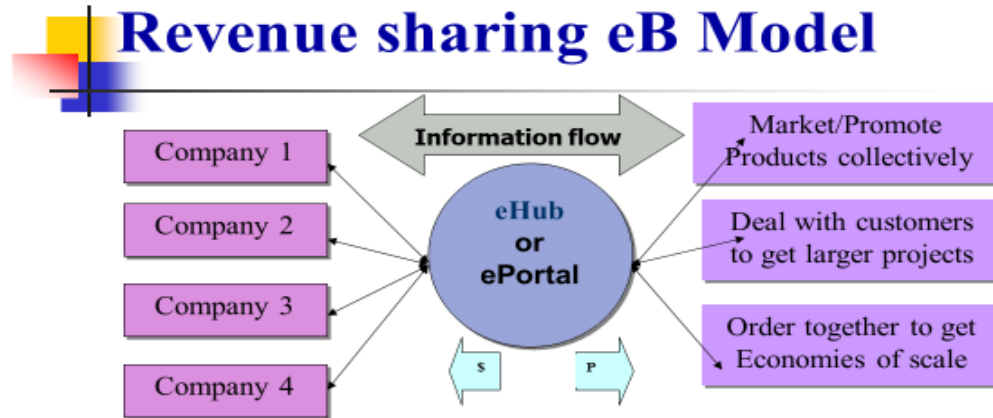 Revenue sharing eB Model
Information flow
Company 1
Company 2
Company 3
Company 4
eHub
or
ePortal
$
P
Market/Promote
Products collectively
Deal with customers
to get larger projects
Order together to get
Economies of scale